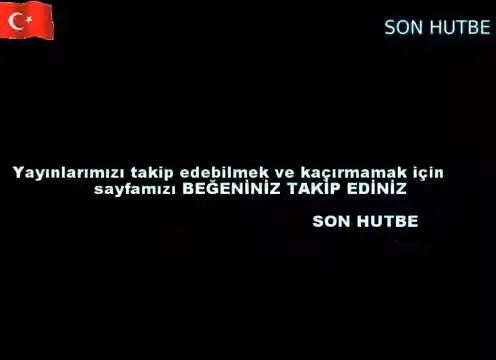 SON HUTBE
Yayınlarımızı takip edebilmek ve kaçırmamak için
sayfamızı BEĞENİNİZ TAKİP EDİNİZ
SON HUTBE